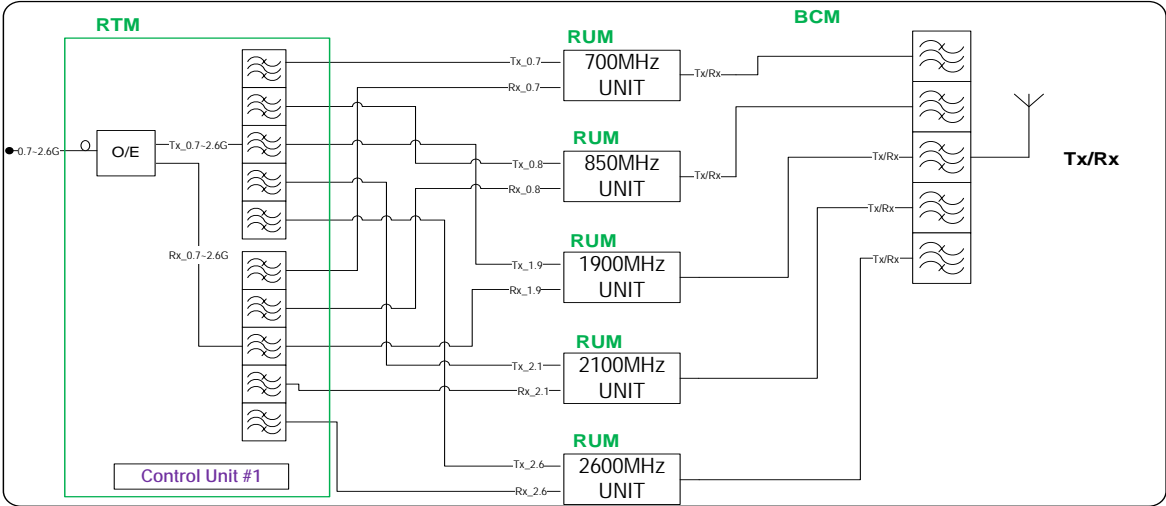 RTM
BCM
RUM
700MHz
UNIT
Tx_0.7
Rx_0.7
Tx/Rx
0.7~2.6G
O/E
Tx_0.7~2.6G
Rx_0.7~2.6G
RUM
850MHz
UNIT
Tx_0.8
Rx_0.8
Tx/Rx
Tx/Rx
Tx/Rx
RUM
1900MHz
UNIT
Tx_1.9
Rx_1.9
Tx/Rx
Tx/Rx
RUM
2100MHz
UNIT
Tx_2.1
Rx_2.1
RUM
2600MHz
UNIT
Tx_2.6
Rx_2.6
Control Unit #1